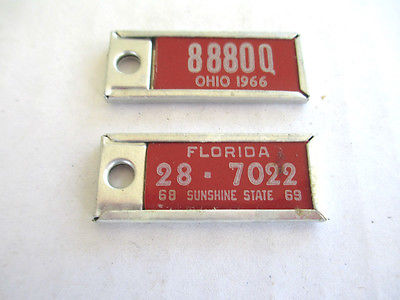 8880Q
OHIO 1966
FLORIDA
28 · 7022
68 SUNSHINE STATE 69